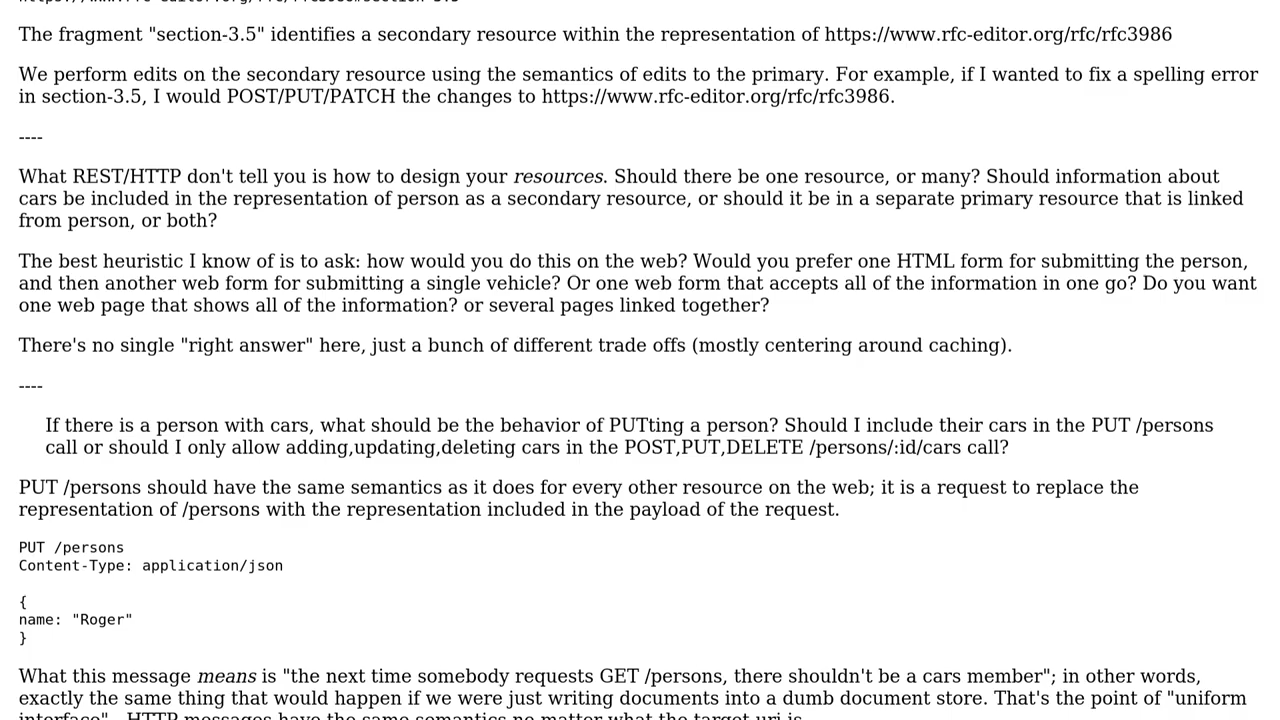 The fragment "section-3.5" identifies a secondary resource within the representation of https://www.rfc-editor.org/rfc/rfc3986
We perform edits on the secondary resource using the semantics of edits to the primary. For example, if I wanted to fix a spelling error
in section-3.5, I would POST/PUT/PATCH the changes to https://www.rfc-editor.org/rfc/rfc3986.
----
What REST/HTTP don't tell you is how to design your resources. Should there be one resource, or many? Should information about
cars be included in the representation of person as a secondary resource, or should it be in a separate primary resource that is linked
from person, or both?
The best heuristic I know of is to ask: how would you do this on the web? Would you prefer one HTML form for submitting the person,
and then another web form for submitting a single vehicle? Or one web form that accepts all of the information in one go? Do you want
one web page that shows all of the information? or several pages linked together?
There's no single "right answer" here, just a bunch of different trade offs (mostly centering around caching).
----
If there is a person with cars, what should be the behavior of PUTting a person? Should I include their cars in the PUT /persons
call or should I only allow adding,updating,deleting cars in the POST,PUT,DELETE /persons/:id/cars call?
PUT /persons should have the same semantics as it does for every other resource on the web; it is a request to replace the
representation of /persons with the representation included in the payload of the request.
PUT /persons
Content-Type: application/json
{
name: "Roger"
}
What this message means is "the next time somebody requests GET /persons, there shouldn't be a cars member"; in other words,
exactly the same thing that would happen if we were just writing documents into a dumb document store. That's the point of "uniform
interface" - HTTP messages have the same semantics no matter what the target uri is.